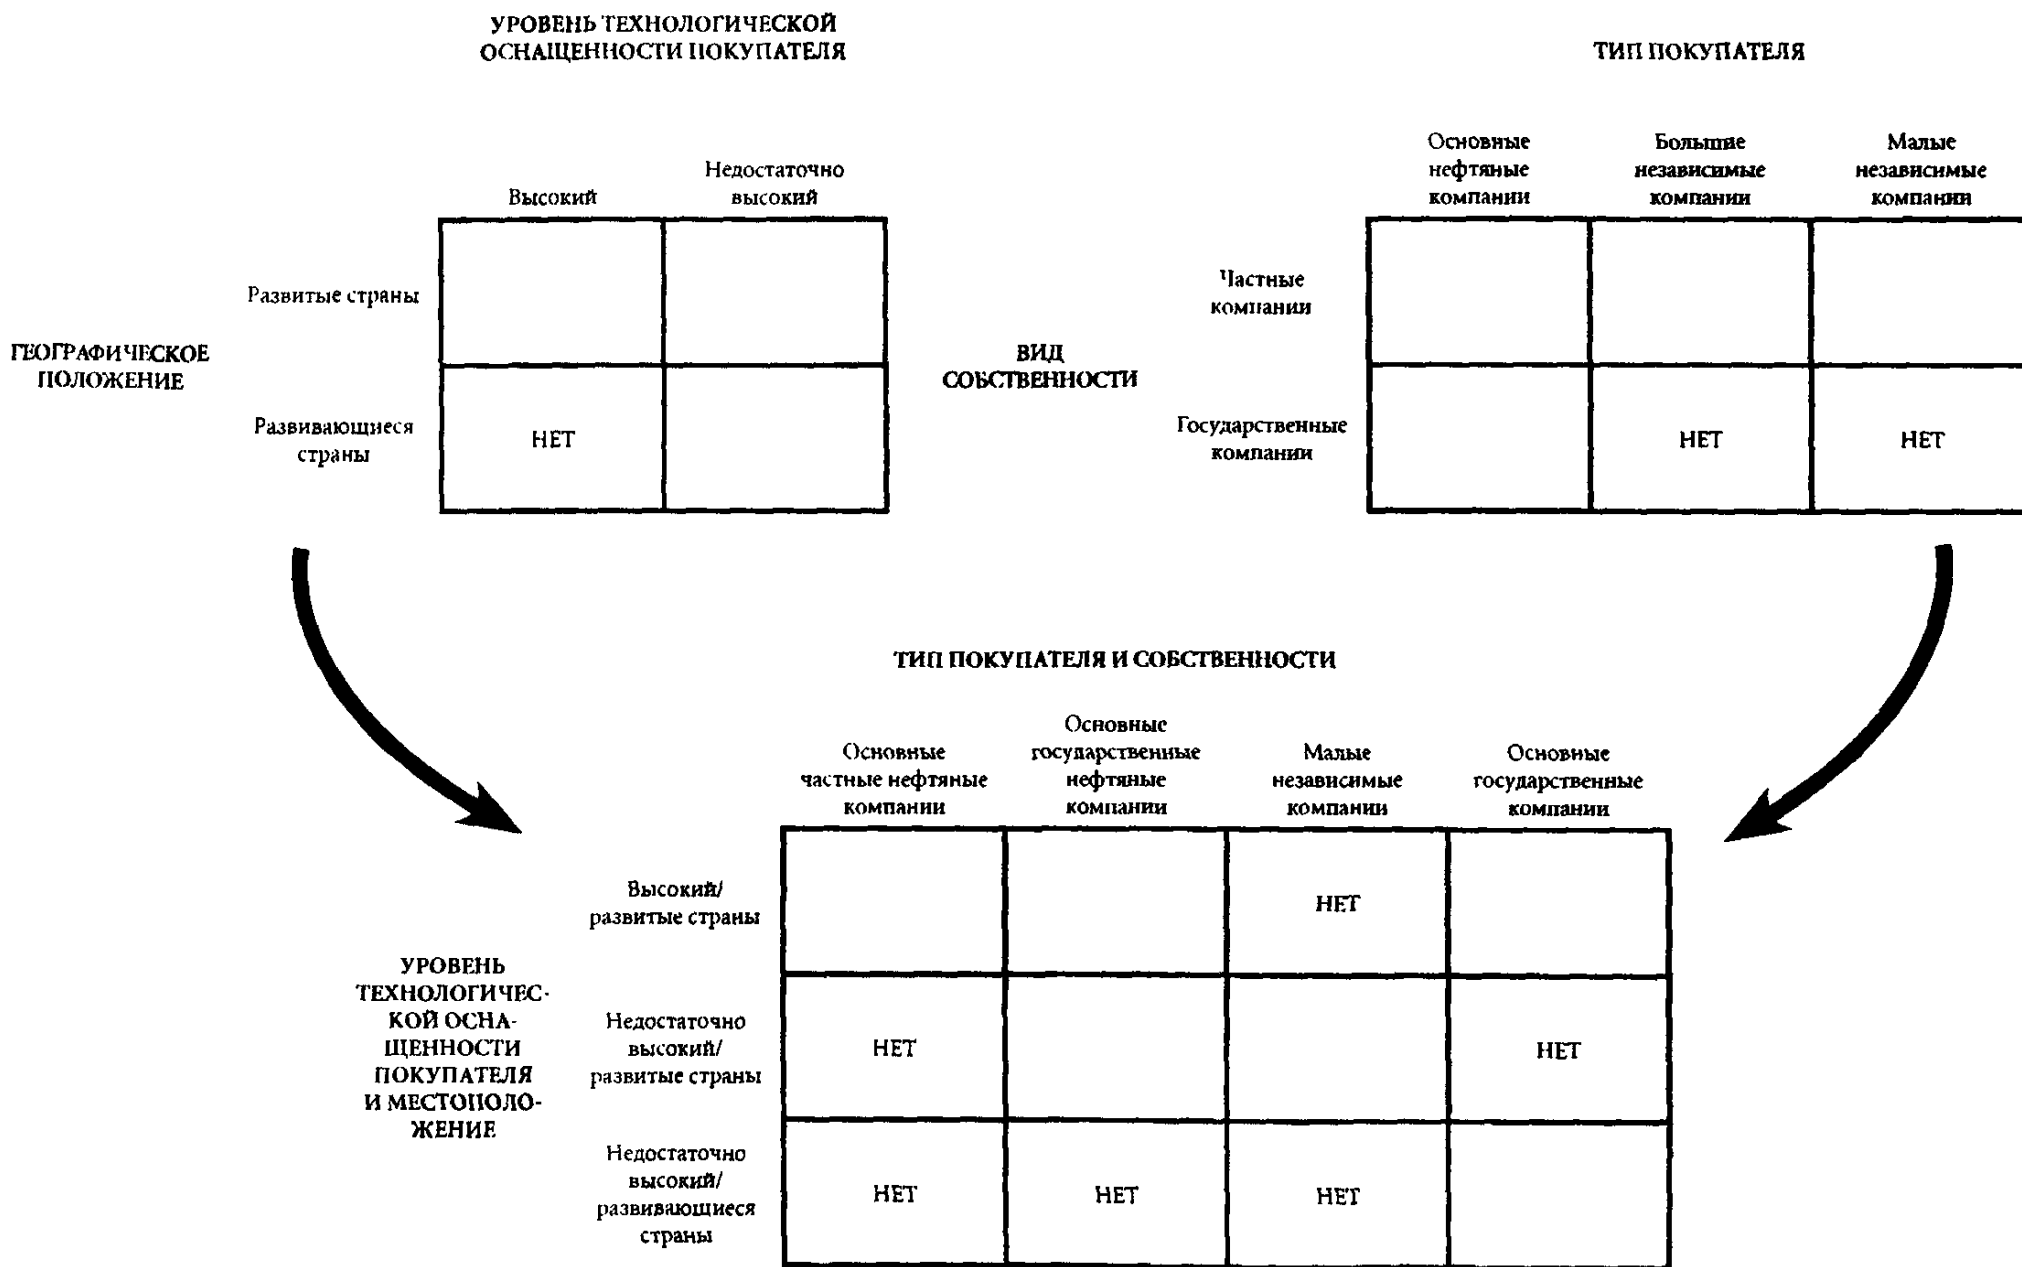 УРОВЕНЬ ТЕХНОЛОГИЧЕСКОЙ
ОСНАЩЕННОСТИ ПОКУПАТЕЛЯ
ТИП ПОКУПАТЕЛЯ
Высокий
Недостаточно
высокий
Основные
нефтяные
компании
Большие
независимые
компании
Малые
независимые
компании
ГЕОГРАФИЧЕСКОЕ
ПОЛОЖЕНИЕ
Развитые страны
Развивающиеся
страны
НЕТ
ВИД
СОБСТВЕННОСТИ
Частные
компании
Государственные
компании
НЕТ
НЕТ
ТИП ПОКУПАТЕЛЯ И СОБСТВЕННОСТИ
Основные
частные нефтяные
компании
Основные
государственные
нефтяные
компании
Малые
независимые
компании
Основные
государственные
компании
УРОВЕНЬ
ТЕХНОЛОГИЧЕС-
КОЙ ОСНА-
ЩЕННОСТИ
ПОКУПАТЕЛЯ
И МЕСТОПОЛО-
ЖЕНИЕ
Высокий/
развитые страны
НЕТ
Недостаточно
высокий/
развитые страны
НЕТ
НЕТ
Недостаточно
высокий/
развивающиеся
страны
НЕТ
НЕТ
НЕТ